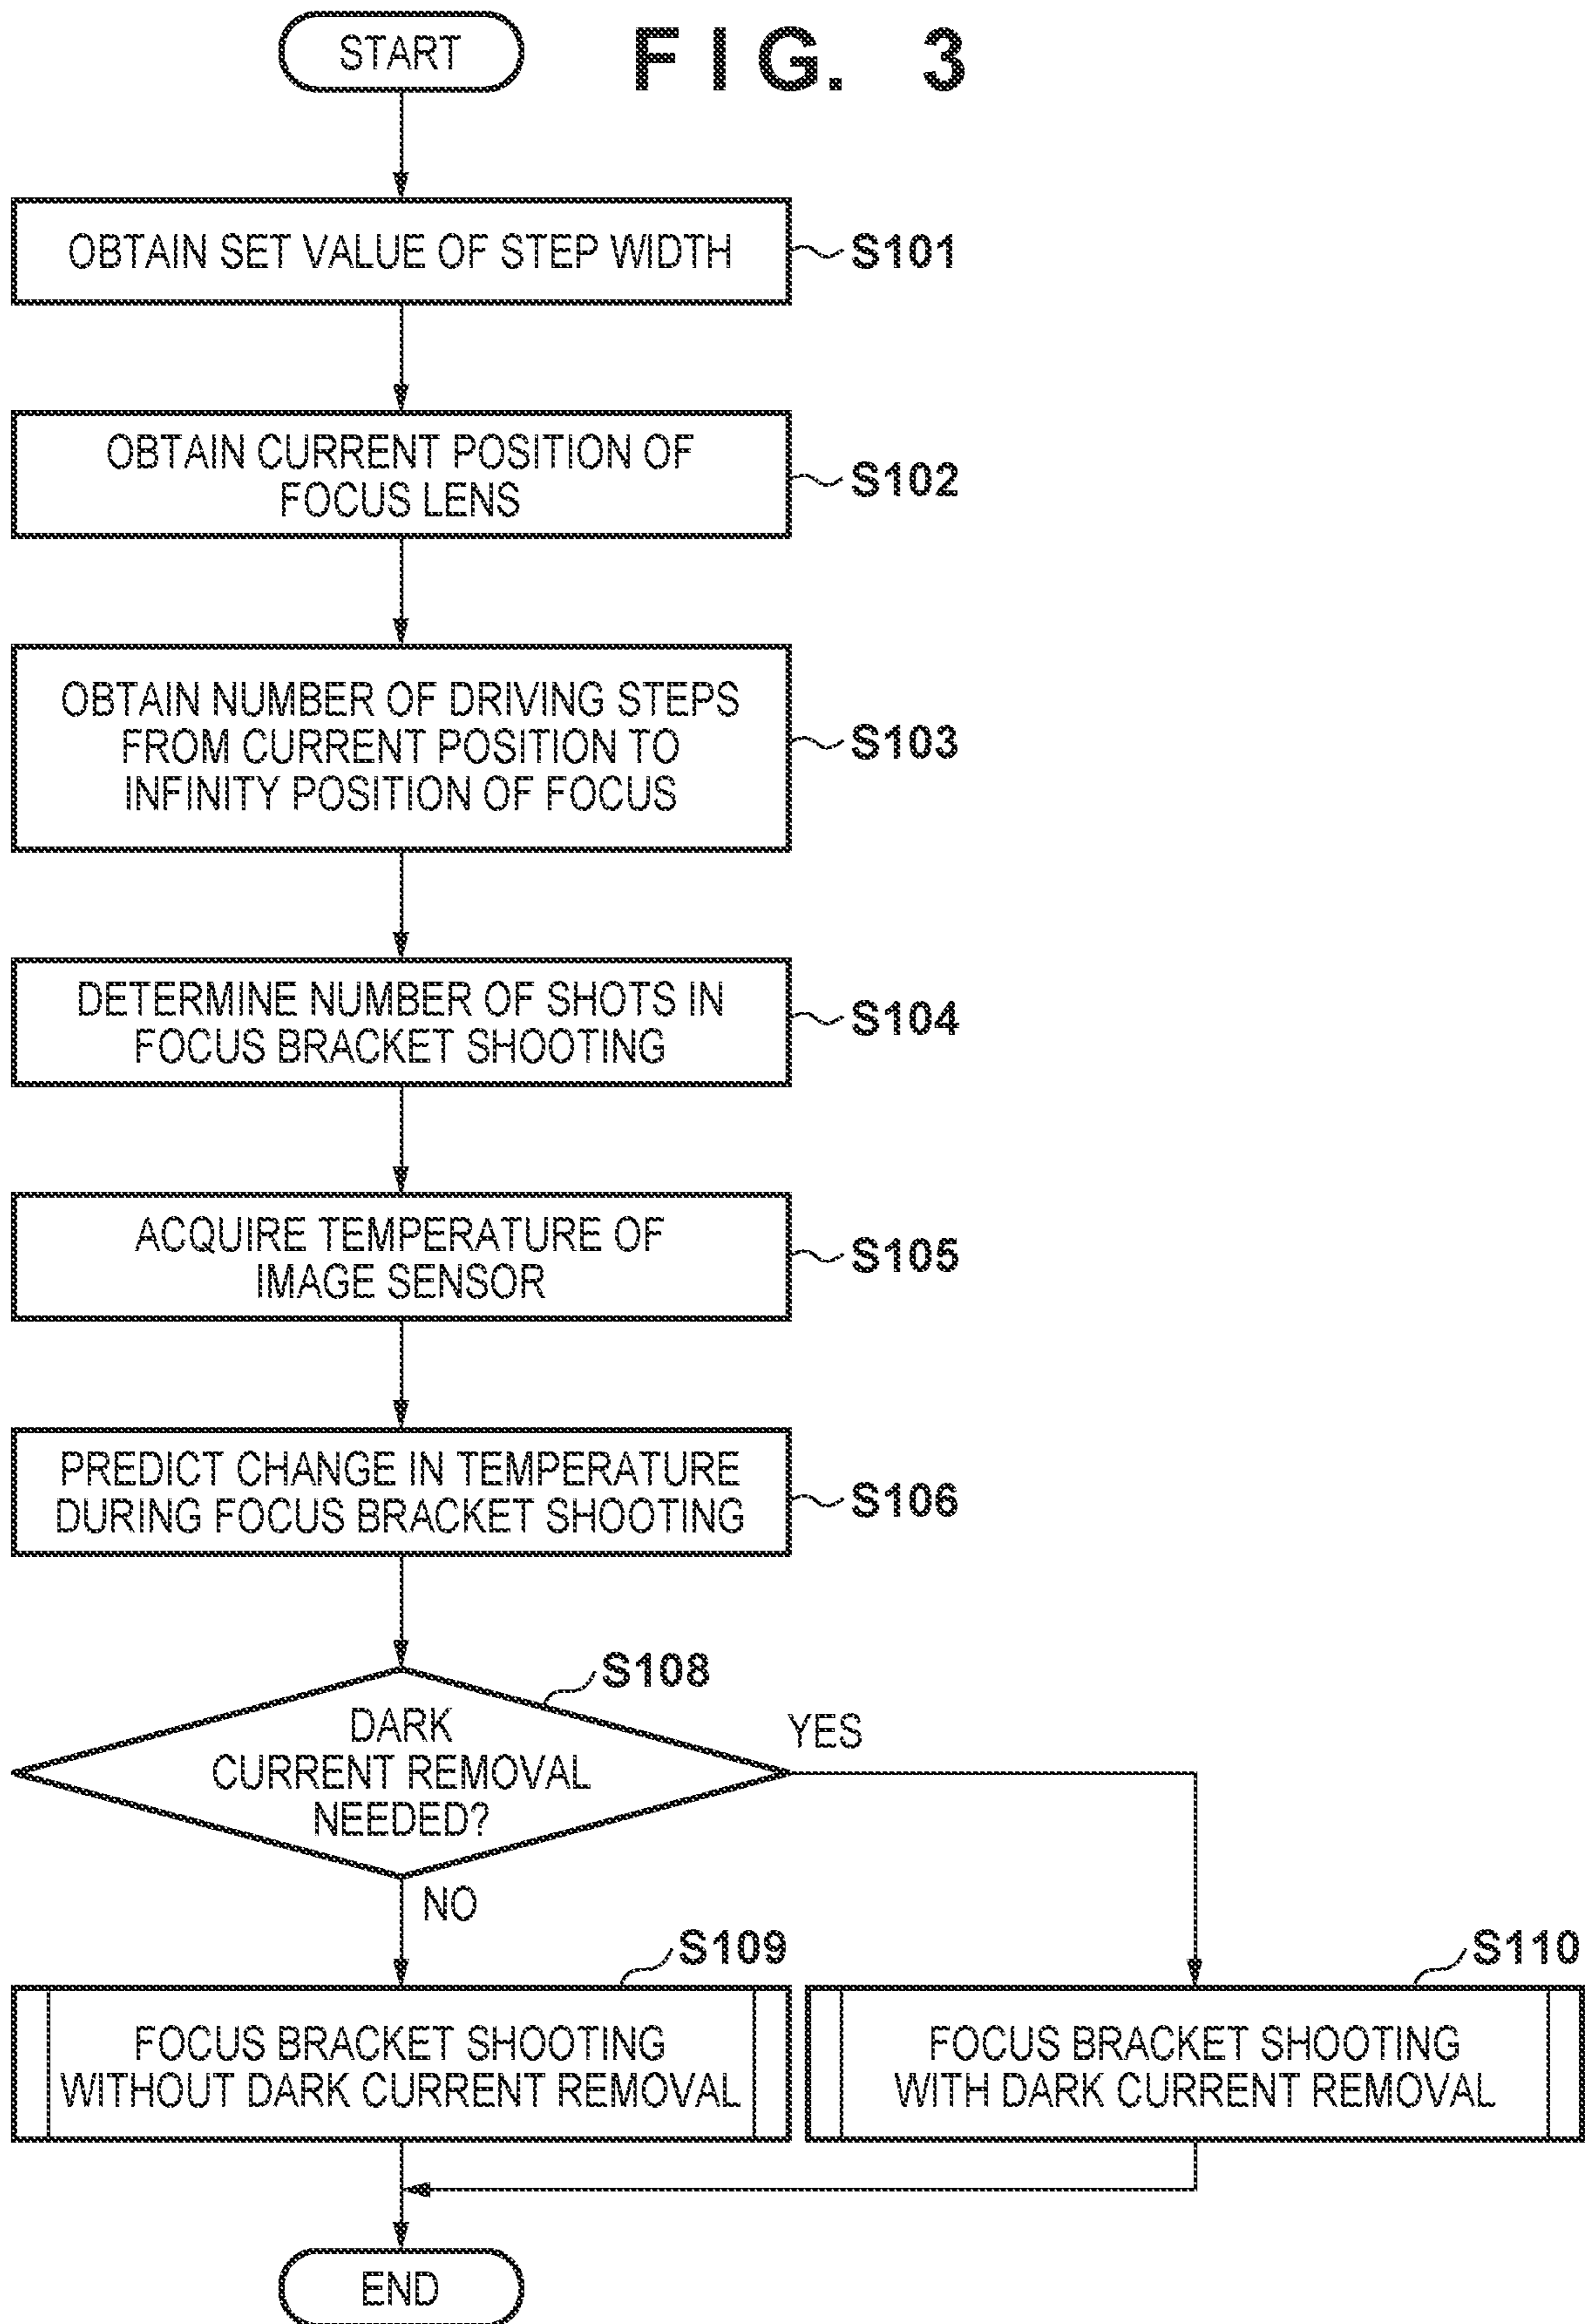 START
FIG. 3
OBTAIN SET VALUE OF STEP WIDTH
S101
OBTAIN CURRENT POSITION OF
FOCUS LENS
S102
OBTAIN NUMBER OF DRIVING STEPS
FROM CURRENT POSITION TO
INFINITY POSITION OF FOCUS
S103
DETERMINE NUMBER OF SHOTS IN
FOCUS BRACKET SHOOTING
S104
ACQUIRE TEMPERATURE OF
IMAGE SENSOR
S105
PREDICT CHANGE IN TEMPERATURE
DURING FOCUS BRACKET SHOOTING
S106
S108
DARK
CURRENT REMOVAL
NEEDED?
YES
NO
S109
FOCUS BRACKET SHOOTING
WITHOUT DARK CURRENT REMOVAL
S110
FOCUS BRACKET SHOOTING
WITH DARK CURRENT REMOVAL
END